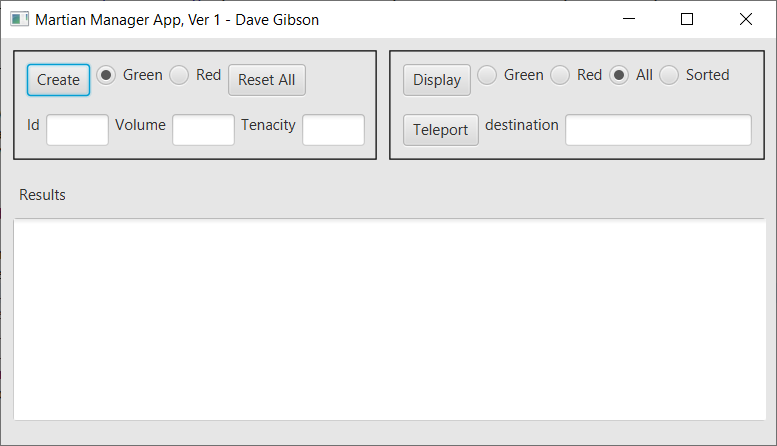 Martian Manager App, Ver 1 - Dave Gibson
Create Green Red Reset All
Id Volume Tenacity
Display Green Red All Sorted
Teleport destination
Results